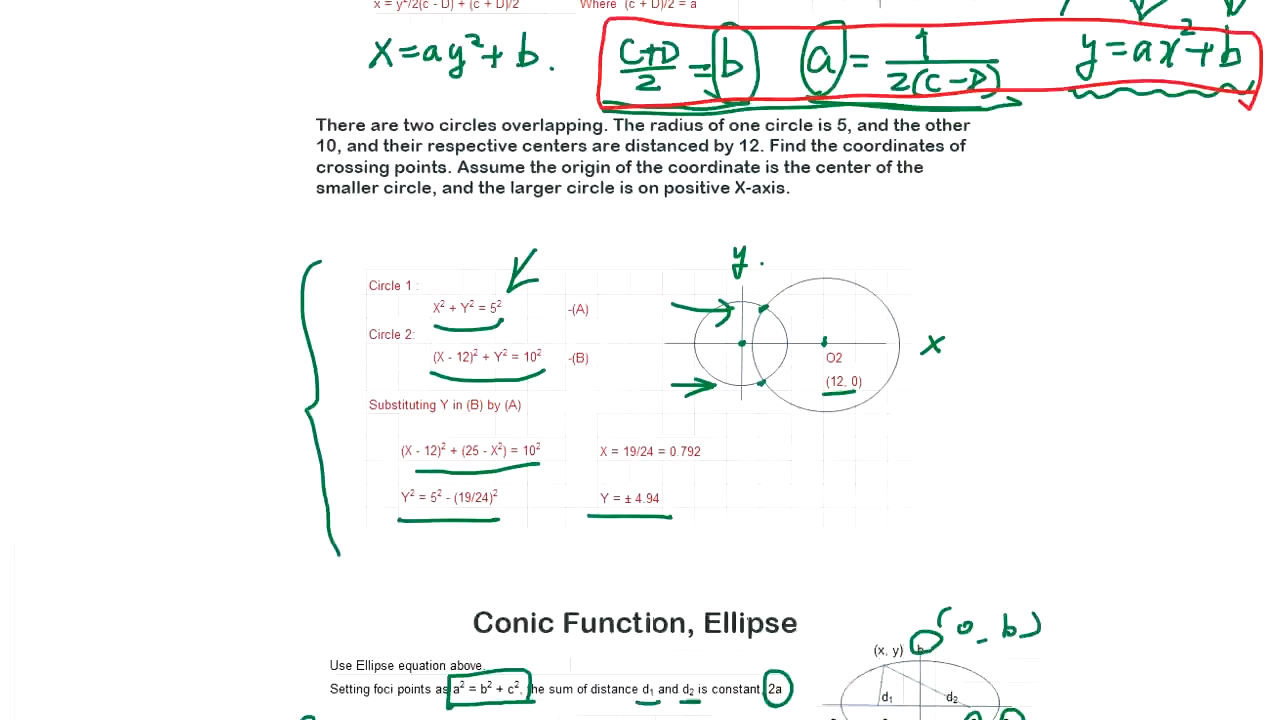 x = y²/2(c - D) + (c + D)/2 Where (c + D)/2 = a
x = ay² + b. C+D/2 = b a = 1/2(C-D) y = ax² + b
There are two circles overlapping. The radius of one circle is 5, and the other
10, and their respective centers are distanced by 12. Find the coordinates of
crossing points. Assume the origin of the coordinate is the center of the
smaller circle, and the larger circle is on positive X-axis.
y.
Circle 1 :
X² + Y² = 5² -(A)
Circle 2:
x
(X - 12)² + Y² = 10² -(B)
O2
(12, 0)
Substituting Y in (B) by (A)
(X - 12)² + (25 - X²) = 10² X = 19/24 = 0.792
Y² = 5² - (19/24)² Y = ± 4.94
Conic Function, Ellipse
(0, b)
(x, y) b
Use Ellipse equation above.
Setting foci points as a² = b² + c², the sum of distance d₁ and d₂ is constant, 2a
d₁ d₂